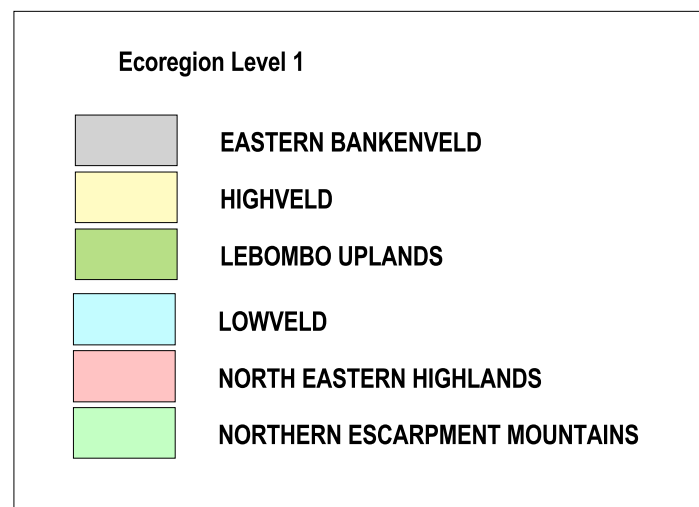 Ecoregion Level 1
EASTERN BANKENVELD
HIGHVELD
LEBOMBO UPLANDS
LOWVELD
NORTH EASTERN HIGHLANDS
NORTHERN ESCARPMENT MOUNTAINS